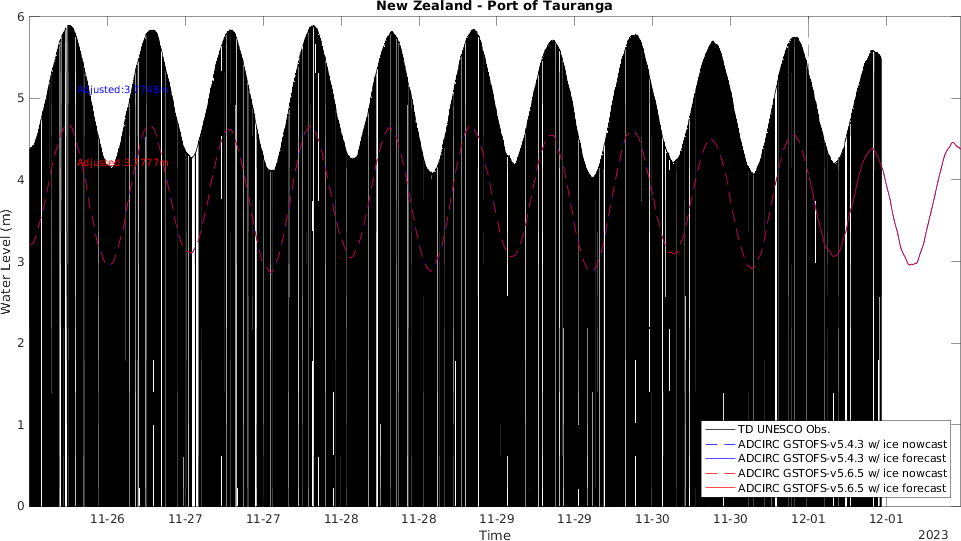 New Zealand - Port of Tauranga
Water Level (m)
6
5
4
3
2
1
0
TD UNESCO Obs.
ADCIRC GSTOFS-v5.4.3 w/ ice nowcast
ADCIRC GSTOFS-v5.4.3 w/ ice forecast
ADCIRC GSTOFS-v5.6.5 w/ ice nowcast
ADCIRC GSTOFS-v5.6.5 w/ ice forecast
11-26 11-27 11-27 11-28 11-28 11-29 11-29 11-30 11-30 12-01 12-01
Time
2023